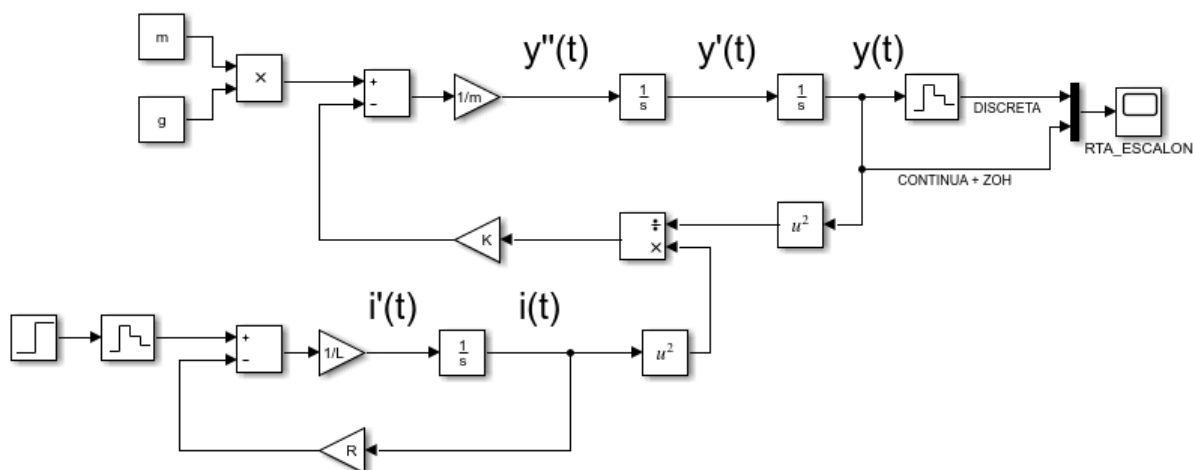 m
g
×
+
−
1/m
y''(t)
1
s
y'(t)
1
s
y(t)
DISCRETA
RTA_ESCALON
CONTINUA + ZOH
u²
÷
×
K
+
−
1/L
i'(t)
1
s
i(t)
u²
R